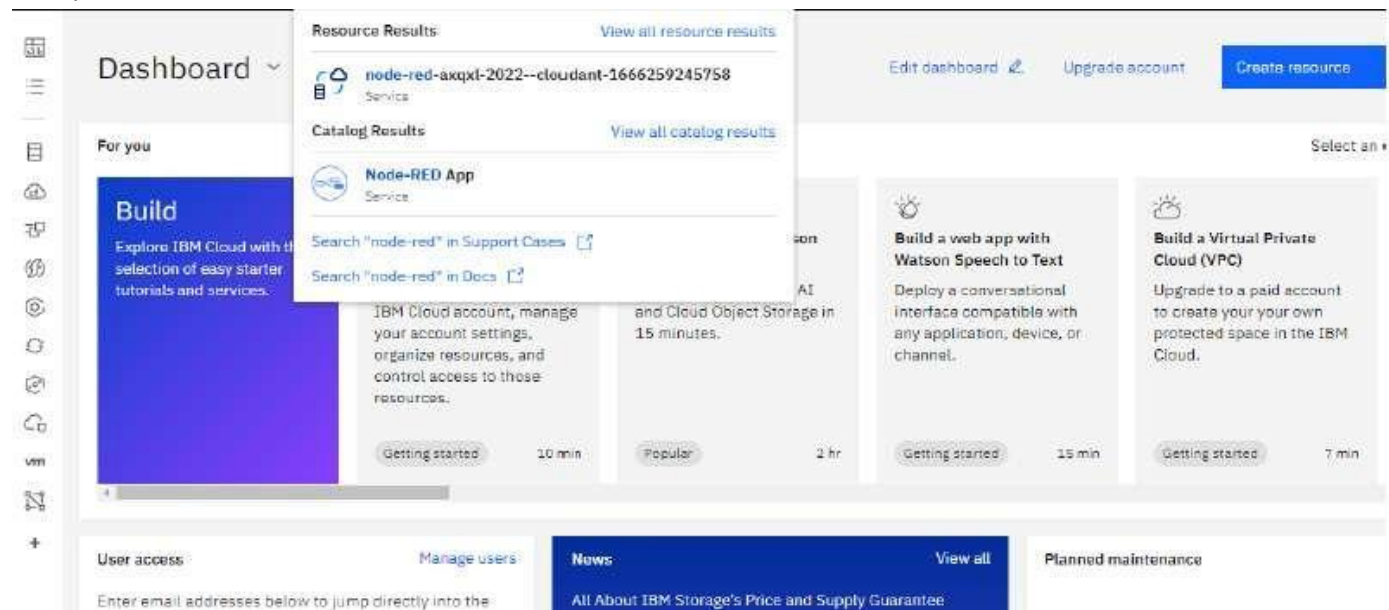 Resource Results
View all resource results
node-red-axqxl-2022--cloudant-1666259245758
Service
Catalog Results
View all catalog results
Node-RED App
Service
Search "node-red" in Support Cases
Search "node-red" in Docs
Dashboard
Edit dashboard
Upgrade account
Create resource
For you
Select an
Build
Explore IBM Cloud with th
selection of easy starter
tutorials and services.
IBM Cloud account, manage
your account settings,
organize resources, and
control access to those
resources.
Getting started
10 min
son
AI
and Cloud Object Storage in
15 minutes.
Popular
2 hr
Build a web app with
Watson Speech to Text
Deploy a conversational
interface compatible with
any application, device, or
channel.
Getting started
15 min
Build a Virtual Private
Cloud (VPC)
Upgrade to a paid account
to create your your own
protected space in the IBM
Cloud.
Getting started
7 min
vm
User access
Manage users
Enter email addresses below to jump directly into the
News
View all
All About IBM Storage's Price and Supply Guarantee
Planned maintenance